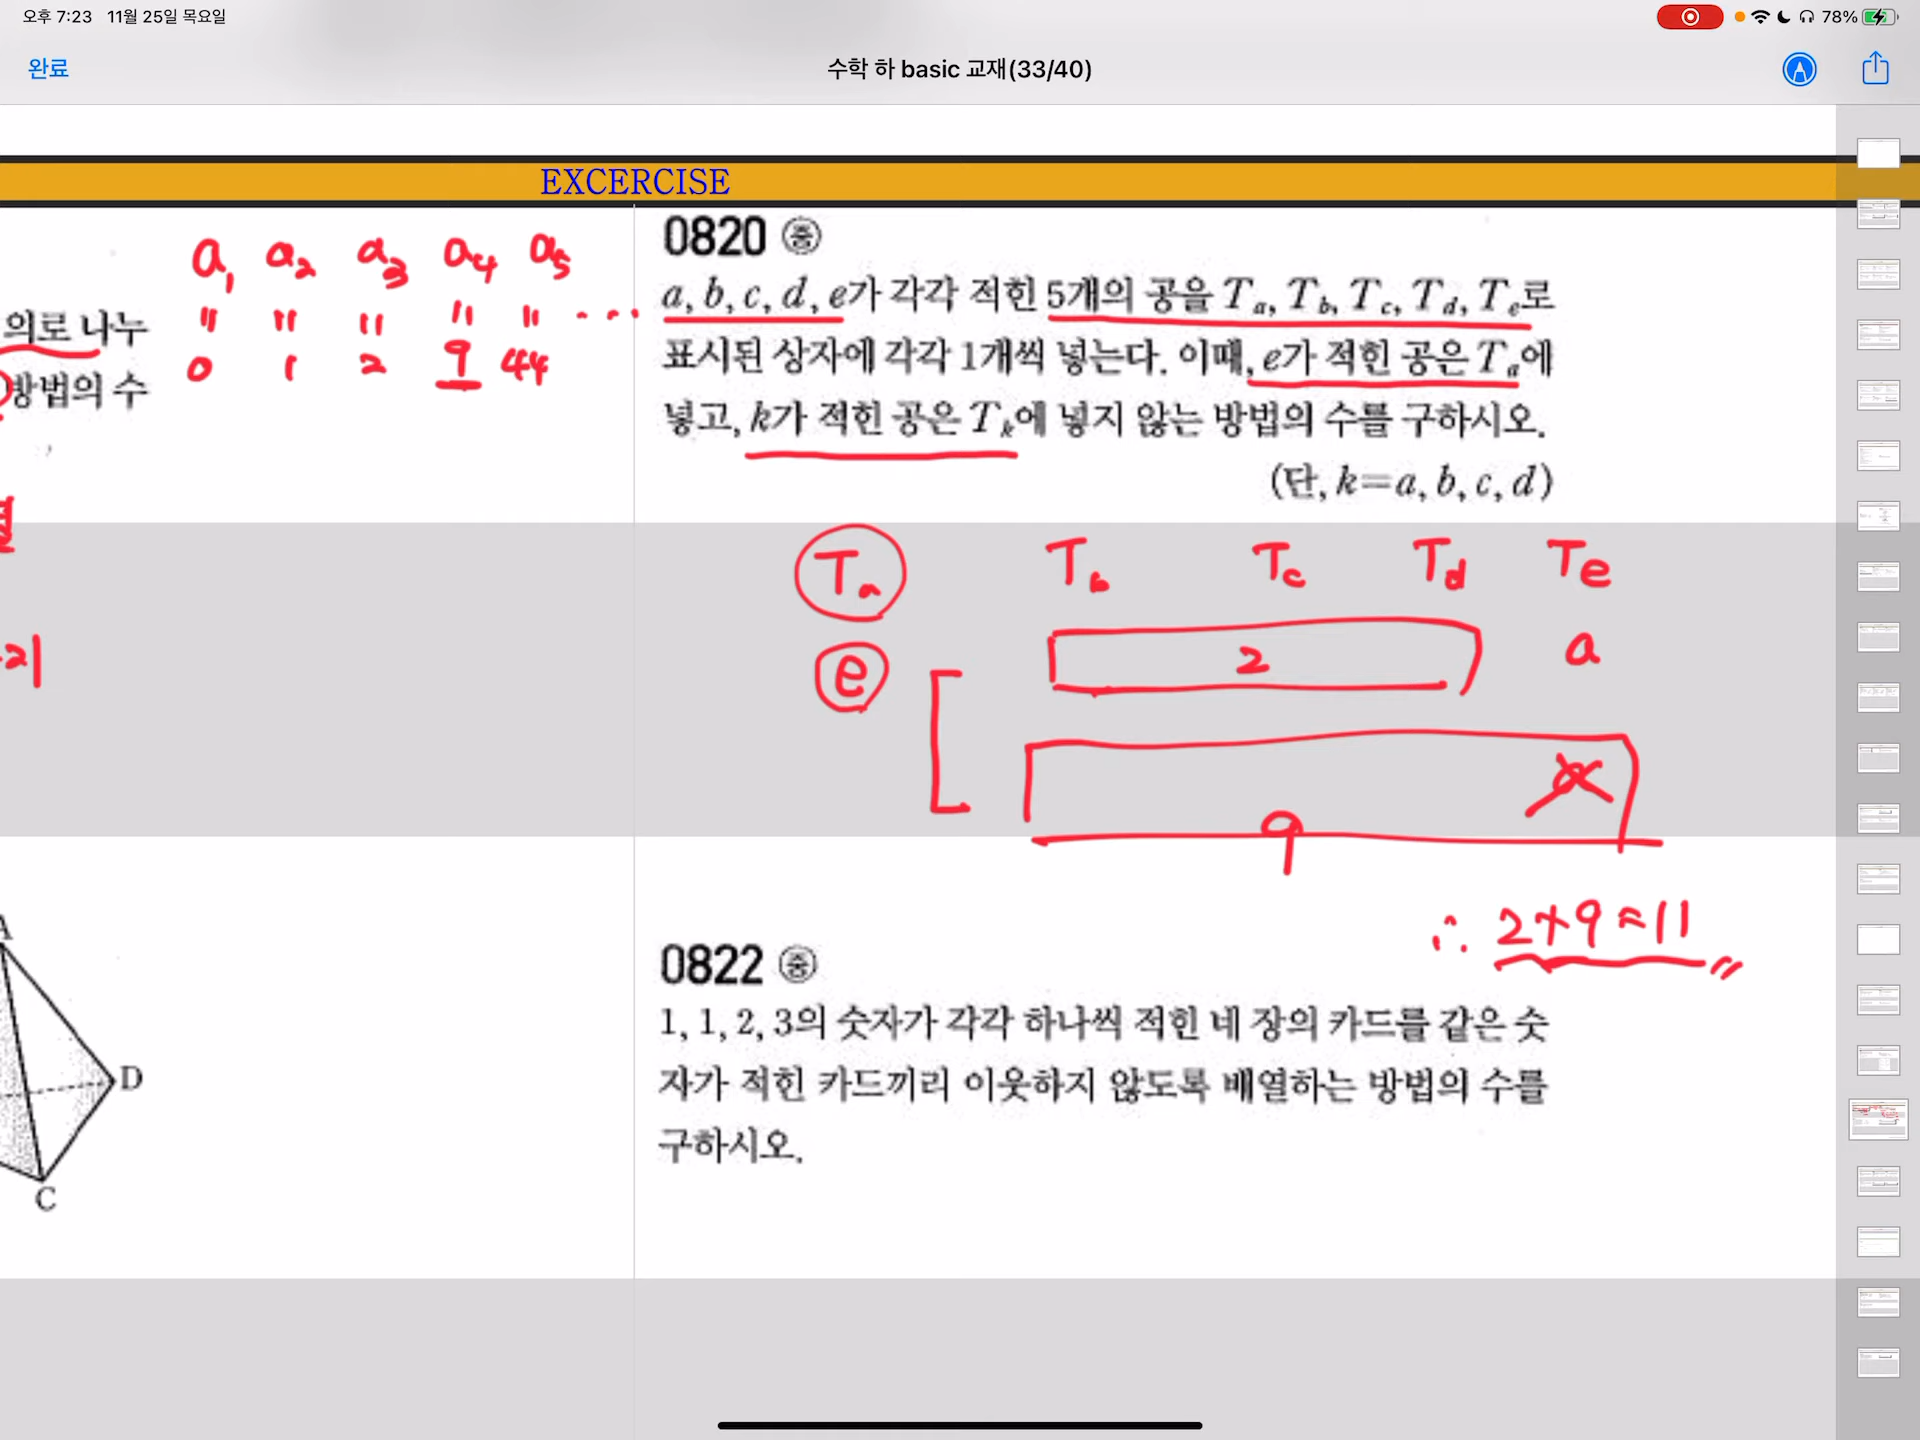 오후 7:23 11월 25일 목요일
78%
완료
수학 하 basic 교재(33/40)
EXCERCISE
의로 나누
방법의 수
a₁ a₂ a₃ a₄ a₅
" " " " " ...
0 1 2 9 44
A
D
C
0820 중
a, b, c, d, e가 각각 적힌 5개의 공을 Tₐ, T_b, T_c, T_d, Tₑ로
표시된 상자에 각각 1개씩 넣는다. 이때, e가 적힌 공은 Tₐ에
넣고, k가 적힌 공은 Tₖ에 넣지 않는 방법의 수를 구하시오.
(단, k=a, b, c, d)
Tₐ T_b T_c T_d Tₑ
e 2 a
9
∴ 2+9=11
0822 중
1, 1, 2, 3의 숫자가 각각 하나씩 적힌 네 장의 카드를 같은 숫
자가 적힌 카드끼리 이웃하지 않도록 배열하는 방법의 수를
구하시오.